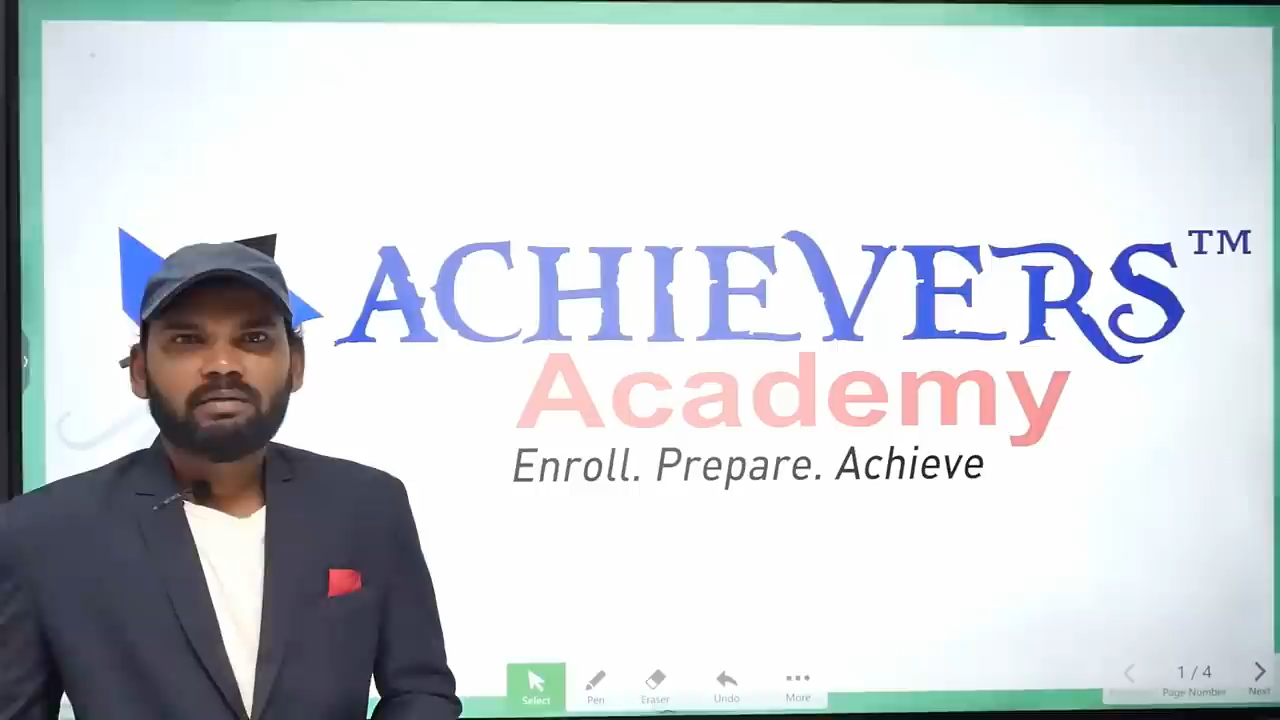 ACHIEVERS™
Academy
Enroll. Prepare. Achieve
Select
Pen
Eraser
Undo
More
1 / 4
Page Number
Next